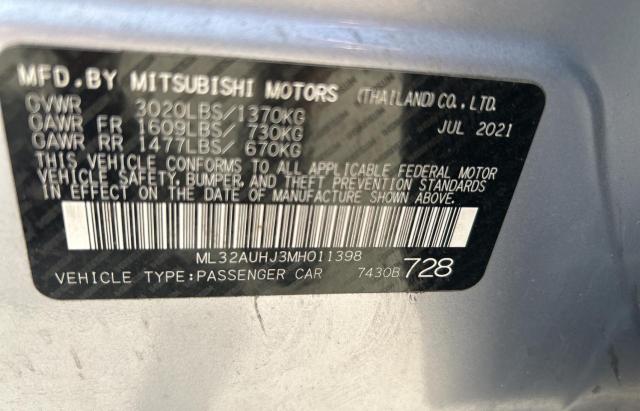 MFD. BY MITSUBISHI MOTORS (THAILAND) CO., LTD.
GVWR 3020LBS/1370KG JUL 2021
GAWR FR 1609LBS/ 730KG
GAWR RR 1477LBS/ 670KG
THIS VEHICLE CONFORMS TO ALL APPLICABLE FEDERAL MOTOR
VEHICLE SAFETY, BUMPER, AND THEFT PREVENTION STANDARDS
IN EFFECT ON THE DATE OF MANUFACTURE SHOWN ABOVE.
ML32AUHJ3MH011398
VEHICLE TYPE:PASSENGER CAR 7430B 728